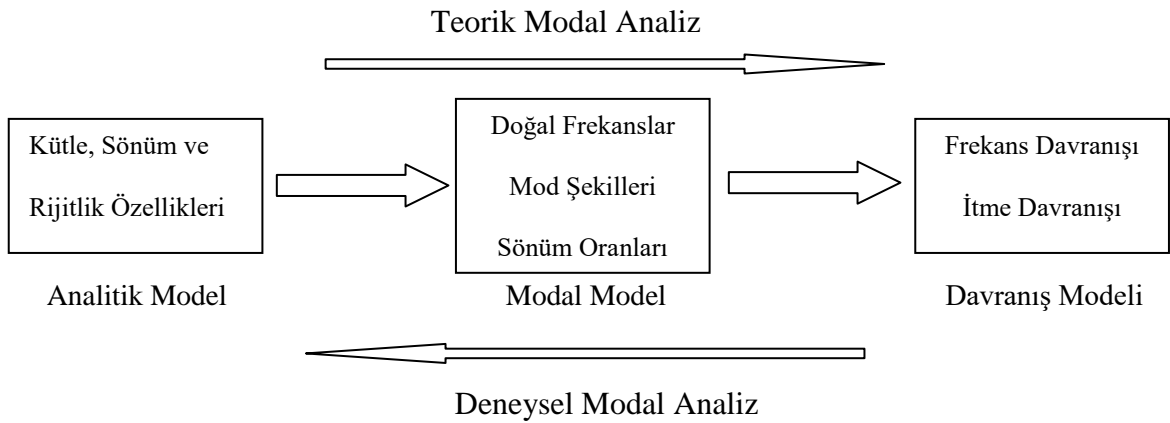 Teorik Modal Analiz
Kütle, Sönüm ve
Rijitlik Özellikleri
Analitik Model
Doğal Frekanslar
Mod Şekilleri
Sönüm Oranları
Modal Model
Frekans Davranışı
İtme Davranışı
Davranış Modeli
Deneysel Modal Analiz